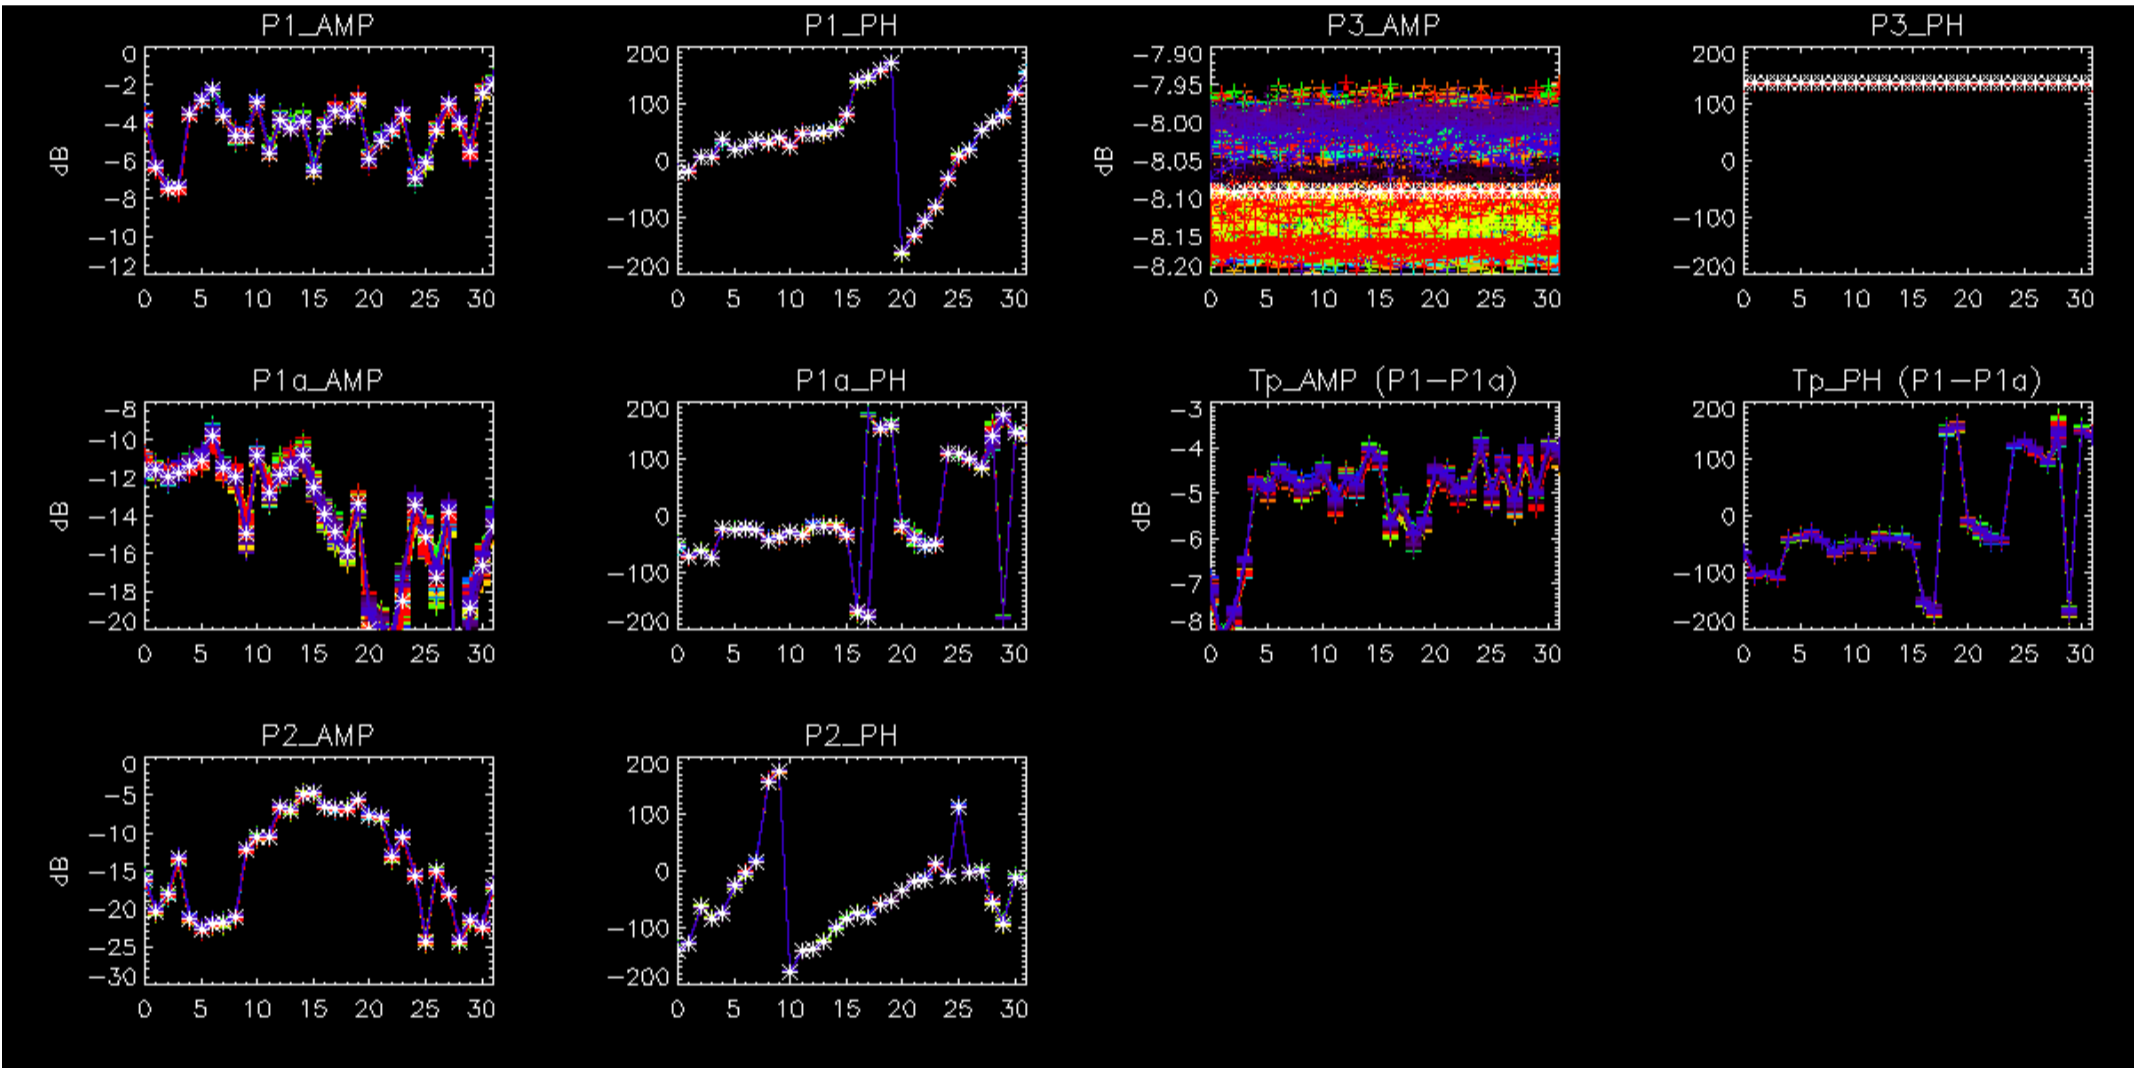 P1_AMP P1_PH P3_AMP P3_PH
0 200 -7.90 200
-2 -7.95
100 100
-4 -8.00
dB -6 0 dB -8.05 0
-8 -8.10
-100 -100
-10 -8.15
-12 -200 -8.20 -200
0 5 10 15 20 25 30 0 5 10 15 20 25 30 0 5 10 15 20 25 30 0 5 10 15 20 25 30
P1a_AMP P1a_PH Tp_AMP (P1-P1a) Tp_PH (P1-P1a)
-8 200 -3 200
-10 100 -4 100
-12
dB -14 0 dB -5 0
-16 -100 -6 -100
-18 -7
-20 -200 -8 -200
0 5 10 15 20 25 30 0 5 10 15 20 25 30 0 5 10 15 20 25 30 0 5 10 15 20 25 30
P2_AMP P2_PH
0 200
-5
-10 100
dB -15 0
-20 -100
-25
-30 -200
0 5 10 15 20 25 30 0 5 10 15 20 25 30